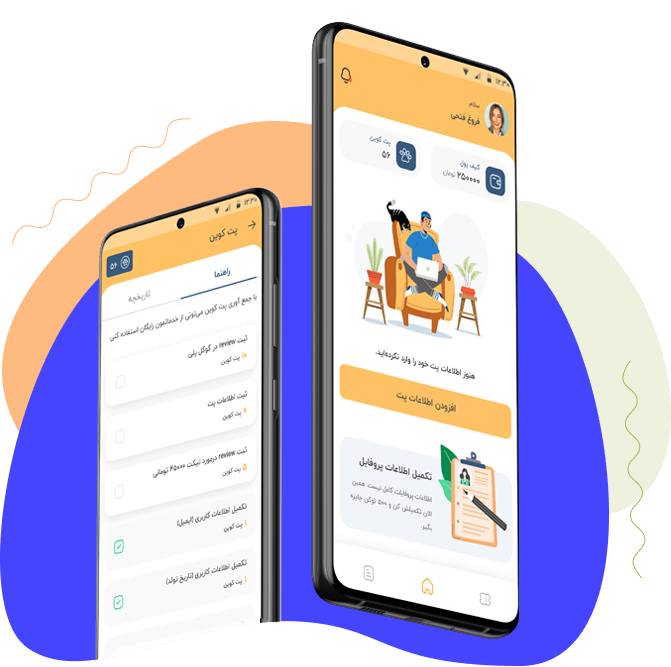 ۱۲:۳۰
سلام
فروغ فتحی
کیف پول
۲۵۰۰۰۰ تومان
پت کوین
۵۶
هنوز اطلاعات پت خود را وارد نکرده‌اید.
افزودن اطلاعات پت
تکمیل اطلاعات پروفایل
اطلاعات پروفایلت کامل نیست. همین
الان تکمیلش کن و ۵۰۰ توکن جایزه
بگیر.
۱۲:۳۰
پت کوین
۵۶
راهنما
تاریخچه
با جمع آوری پت کوین می‌تونی از خدماتمون رایگان استفاده کنی
ثبت review در گوگل پلی
۱۰ پت کوین
ثبت اطلاعات پت
۶ پت کوین
ثبت review درمورد تیکت ۴۵۰۰۰ تومانی
۵ پت کوین
تکمیل اطلاعات کاربری (ایمیل)
۱ پت کوین
تکمیل اطلاعات کاربری (تاریخ تولد)
۱ پت کوین